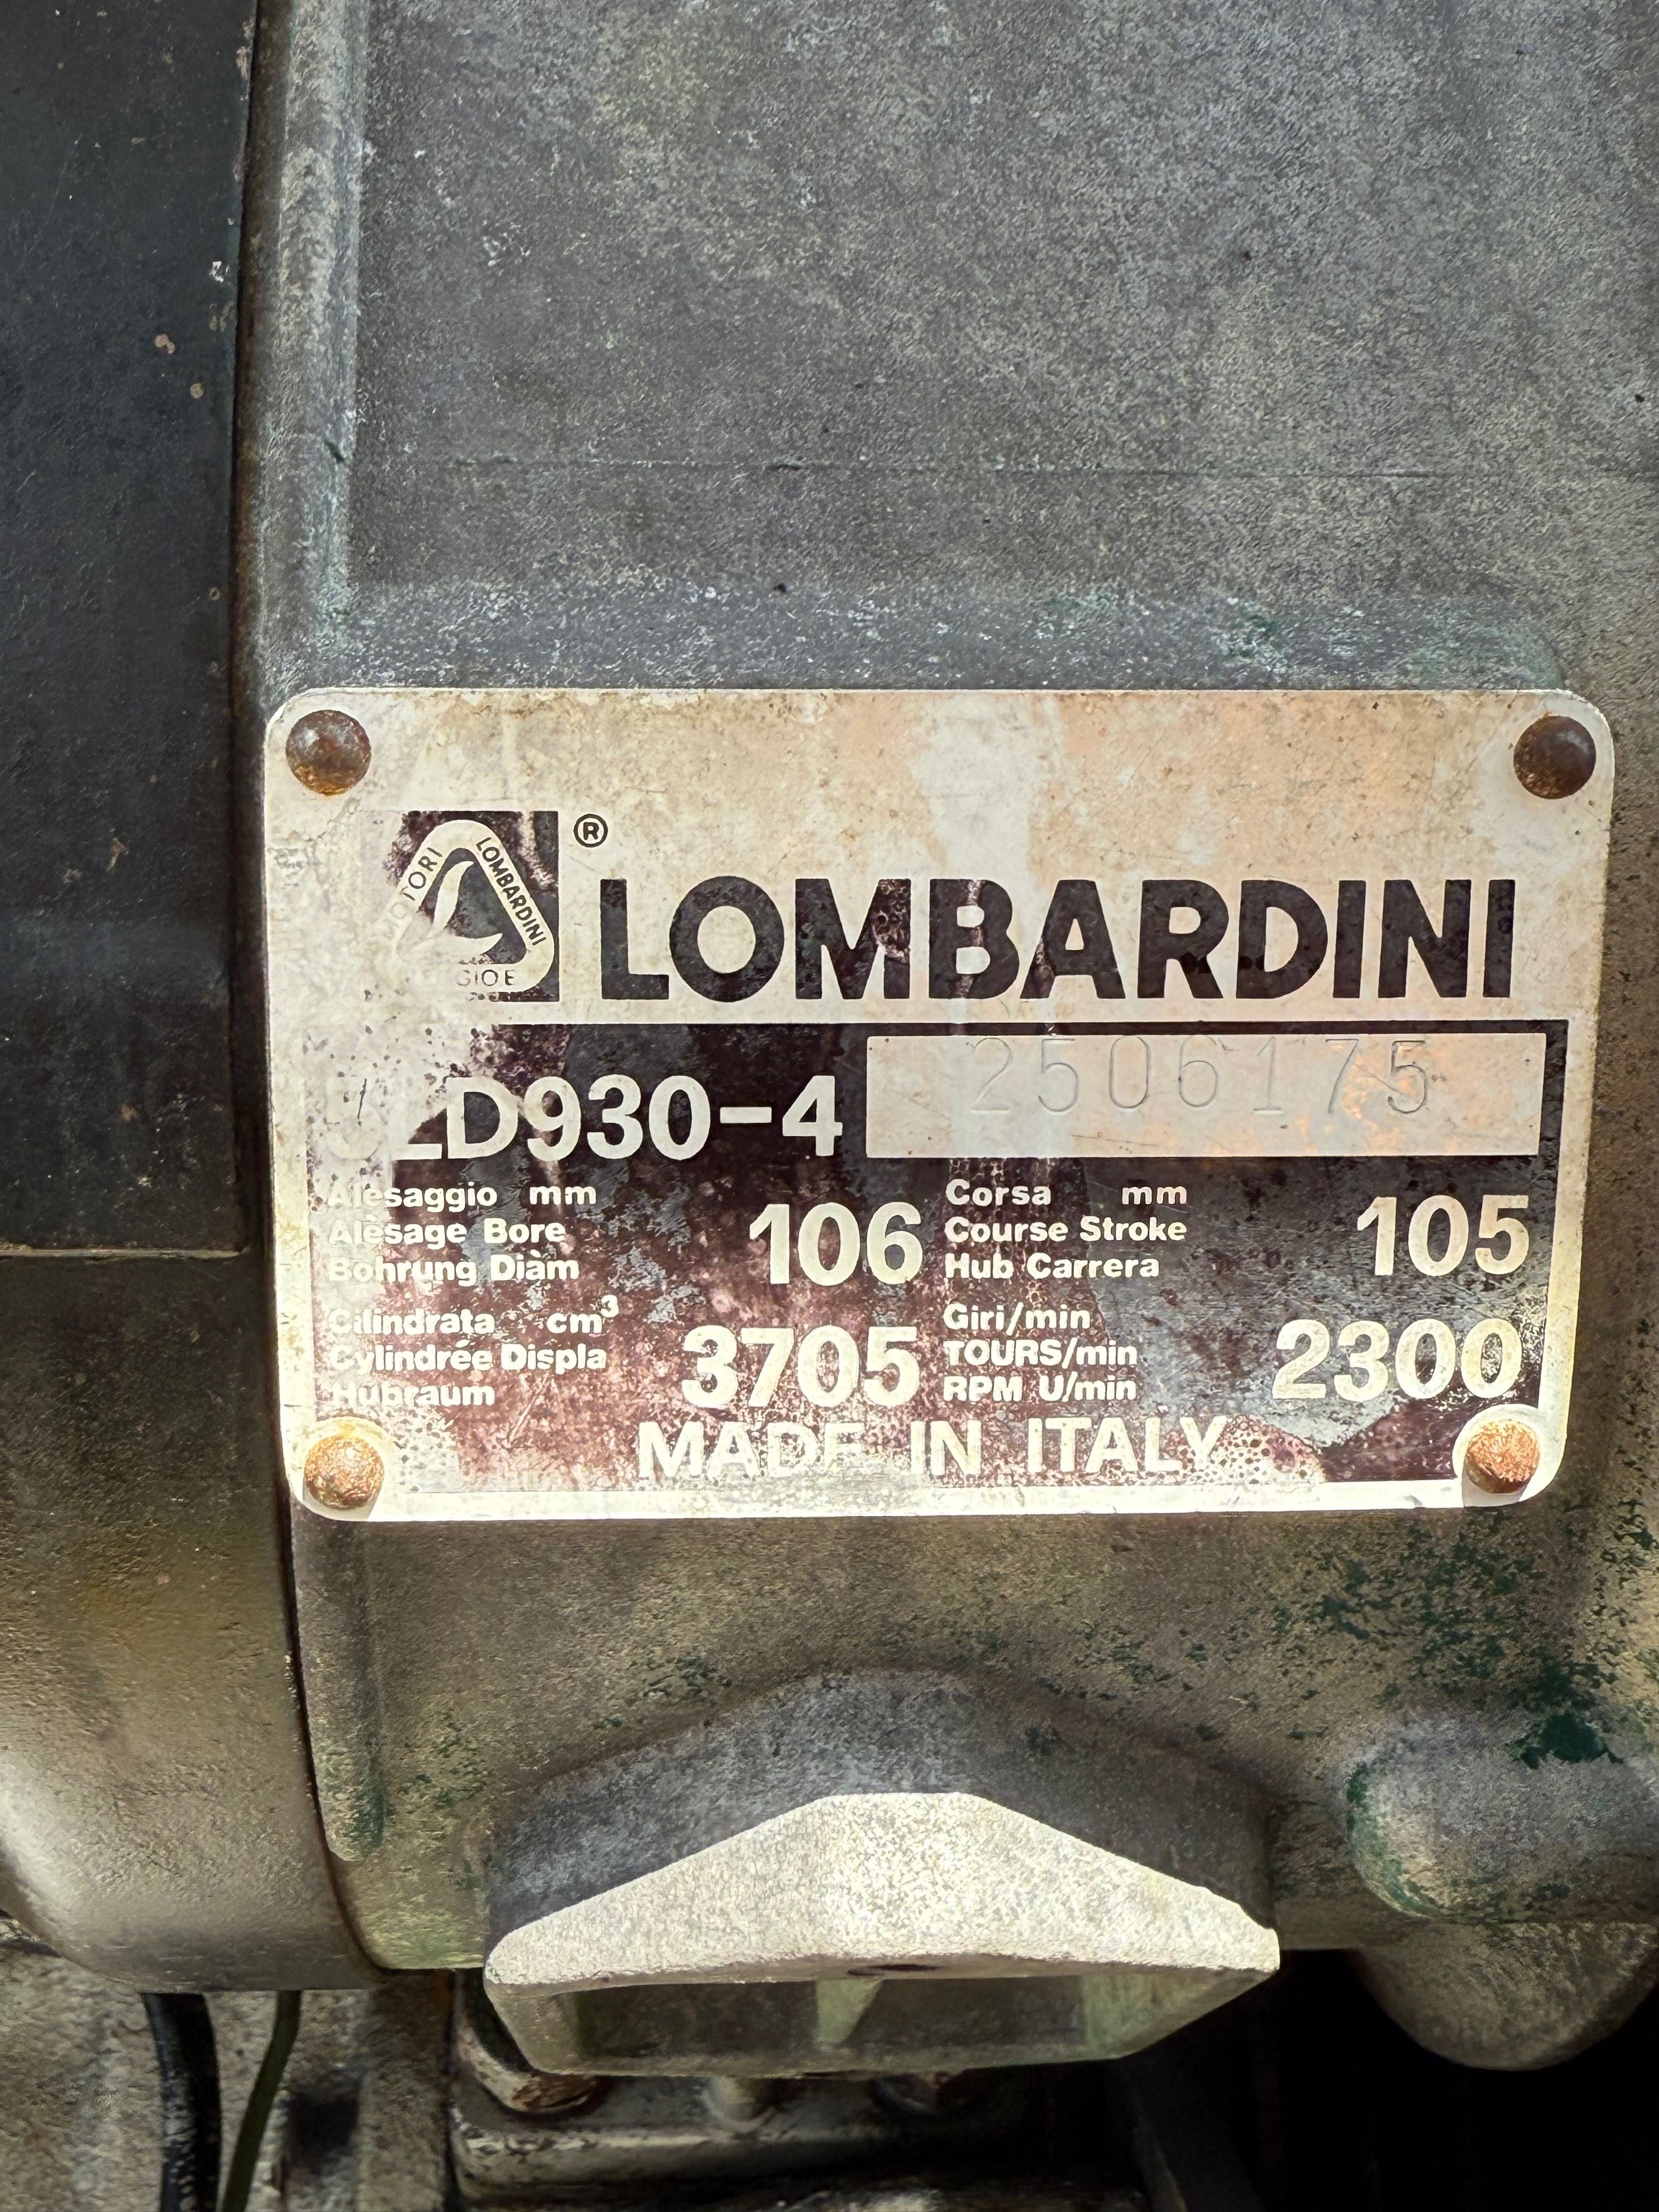 MOTORI
LOMBARDINI
®
LOMBARDINI
5LD930-4 2506175
Alesaggio mm
Alèsage Bore 106
Bohrung Diàm
Corsa mm
Course Stroke 105
Hub Carrera
Cilindrata cm³
Cylindrée Displa 3705
Hubraum
Giri/min
TOURS/min 2300
RPM U/min
MADE IN ITALY